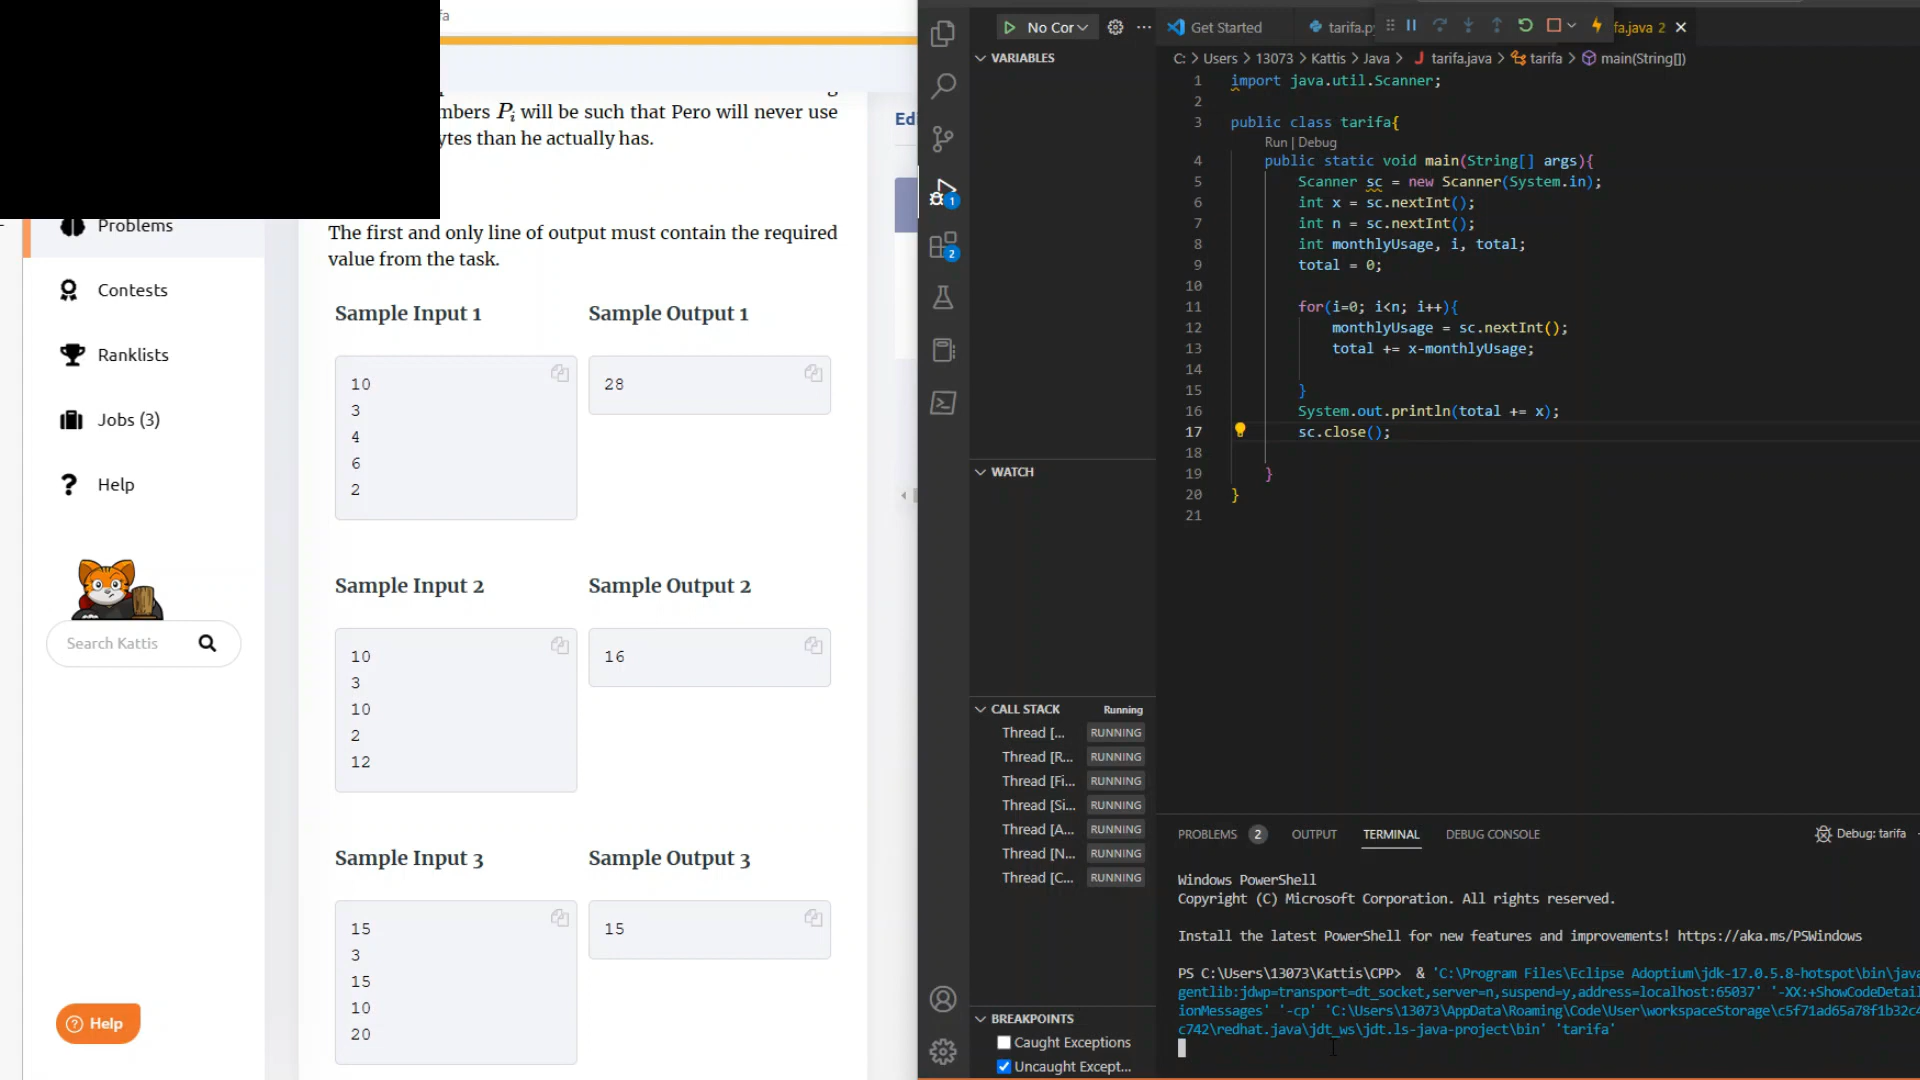 fa
mbers Pi will be such that Pero will never use
ytes than he actually has.
The first and only line of output must contain the required
value from the task.
Sample Input 1
Sample Output 1
10
3
4
6
2
28
Sample Input 2
Sample Output 2
10
3
10
2
12
16
Sample Input 3
Sample Output 3
15
3
15
10
20
15
Problems
Contests
Ranklists
Jobs (3)
Help
Search Kattis
Help
Edi
No Cor
Get Started
tarifa.py
fa.java 2
1
2
VARIABLES
WATCH
CALL STACK
Running
Thread [...
RUNNING
Thread [R...
RUNNING
Thread [Fi...
RUNNING
Thread [Si...
RUNNING
Thread [A...
RUNNING
Thread [N...
RUNNING
Thread [C...
RUNNING
BREAKPOINTS
Caught Exceptions
Uncaught Except...
C: > Users > 13073 > Kattis > Java > J tarifa.java > tarifa > main(String[])
1 import java.util.Scanner;
2
3 public class tarifa{
Run | Debug
4 public static void main(String[] args){
5 Scanner sc = new Scanner(System.in);
6 int x = sc.nextInt();
7 int n = sc.nextInt();
8 int monthlyUsage, i, total;
9 total = 0;
10
11 for(i=0; i<n; i++){
12 monthlyUsage = sc.nextInt();
13 total += x-monthlyUsage;
14
15 }
16 System.out.println(total += x);
17 sc.close();
18
19 }
20 }
21
PROBLEMS 2 OUTPUT TERMINAL DEBUG CONSOLE
Debug: tarifa
Windows PowerShell
Copyright (C) Microsoft Corporation. All rights reserved.
Install the latest PowerShell for new features and improvements! https://aka.ms/PSWindows
PS C:\Users\13073\Kattis\CPP> & 'C:\Program Files\Eclipse Adoptium\jdk-17.0.5.8-hotspot\bin\java
gentlib:jdwp=transport=dt_socket,server=n,suspend=y,address=localhost:65037' '-XX:+ShowCodeDetail
ionMessages' '-cp' 'C:\Users\13073\AppData\Roaming\Code\User\workspaceStorage\c5f71ad65a78f1b32c4
c742\redhat.java\jdt_ws\jdt.ls-java-project\bin' 'tarifa'